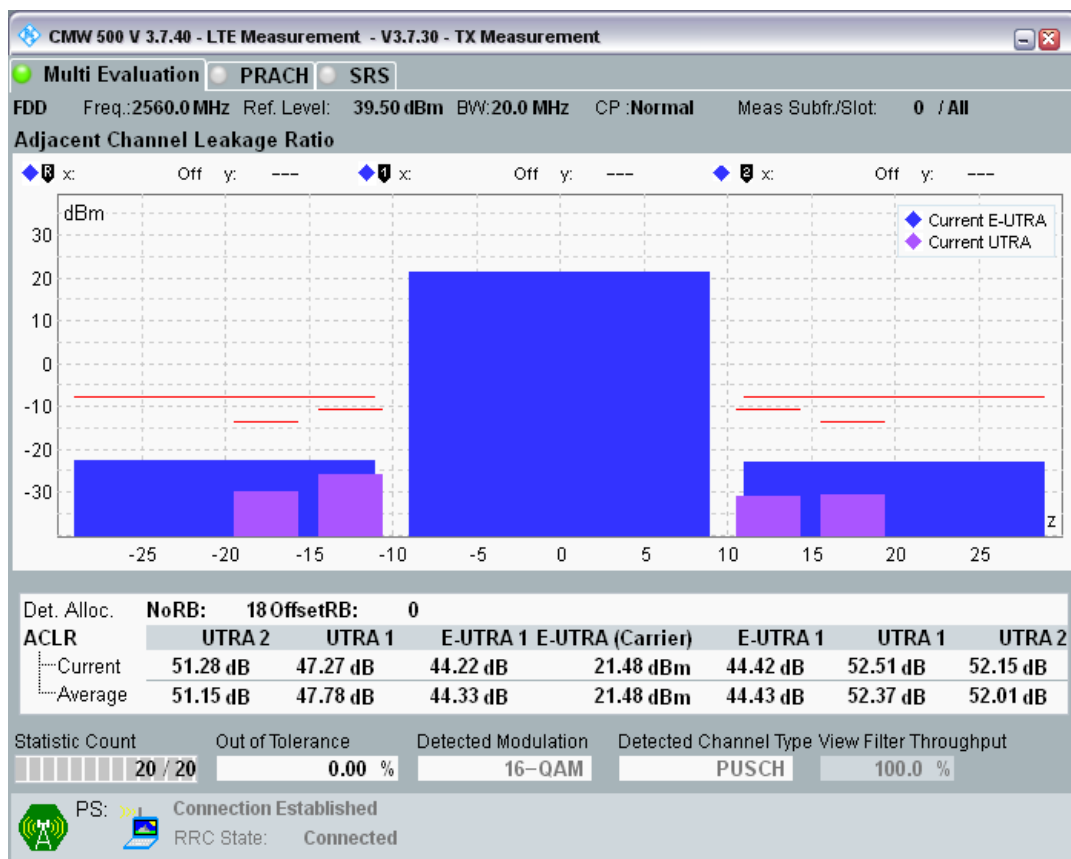 CMW 500 V 3.7.40 - LTE Measurement - V3.7.30 - TX Measurement
Multi Evaluation PRACH SRS
FDD Freq.:2560.0 MHz Ref. Level: 39.50 dBm BW:20.0 MHz CP :Normal Meas Subfr./Slot: 0 / All
Adjacent Channel Leakage Ratio
R x: Off y: --- 1 x: Off y: --- 2 x: Off y: ---
dBm
Current E-UTRA
Current UTRA
30
20
10
0
-10
-20
-30
z
-25 -20 -15 -10 -5 0 5 10 15 20 25
Det. Alloc. NoRB: 18 OffsetRB: 0
ACLR UTRA 2 UTRA 1 E-UTRA 1 E-UTRA (Carrier) E-UTRA 1 UTRA 1 UTRA 2
Current 51.28 dB 47.27 dB 44.22 dB 21.48 dBm 44.42 dB 52.51 dB 52.15 dB
Average 51.15 dB 47.78 dB 44.33 dB 21.48 dBm 44.43 dB 52.37 dB 52.01 dB
Statistic Count Out of Tolerance Detected Modulation Detected Channel Type View Filter Throughput
20 / 20 0.00 % 16-QAM PUSCH 100.0 %
PS: Connection Established
RRC State: Connected